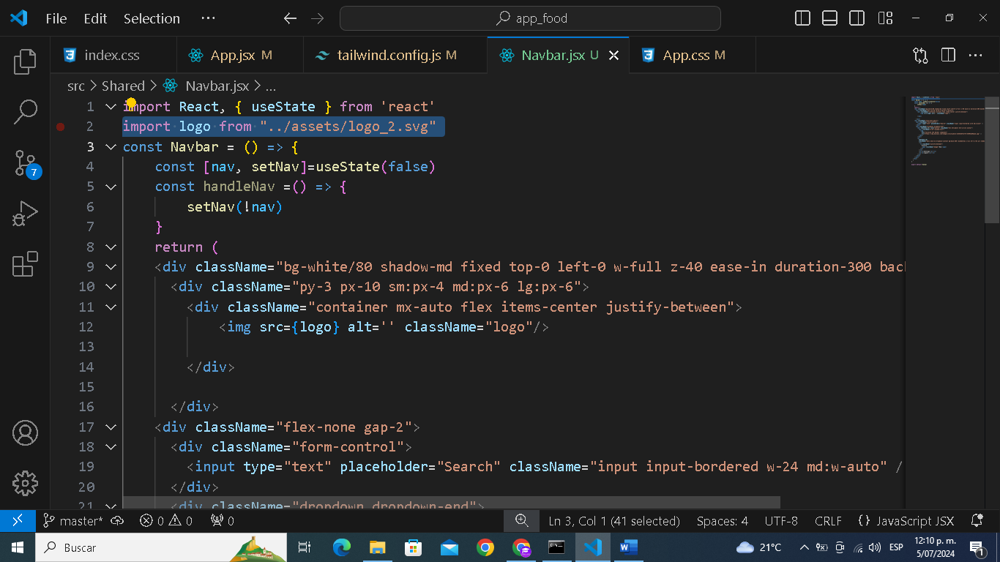 File Edit Selection ··· app_food
index.css App.jsx M tailwind.config.js M Navbar.jsx U App.css M
src > Shared > Navbar.jsx > ...
1 import React, { useState } from 'react'
2 import logo from "../assets/logo_2.svg"
3 const Navbar = () => {
4 const [nav, setNav]=useState(false)
5 const handleNav =() => {
6 setNav(!nav)
7 }
8 return (
9 <div className="bg-white/80 shadow-md fixed top-0 left-0 w-full z-40 ease-in duration-300 bac
10 <div className="py-3 px-10 sm:px-4 md:px-6 lg:px-6">
11 <div className="container mx-auto flex items-center justify-between">
12 <img src={logo} alt='' className="logo"/>
13
14 </div>
15
16 </div>
17 <div className="flex-none gap-2">
18 <div className="form-control">
19 <input type="text" placeholder="Search" className="input input-bordered w-24 md:w-auto" /
20 </div>
21 <div className="dropdown dropdown-end">
7
master* 0 0 0 Ln 3, Col 1 (41 selected) Spaces: 4 UTF-8 CRLF {} JavaScript JSX
Buscar 21°C ESP 12:10 p. m.
5/07/2024 1